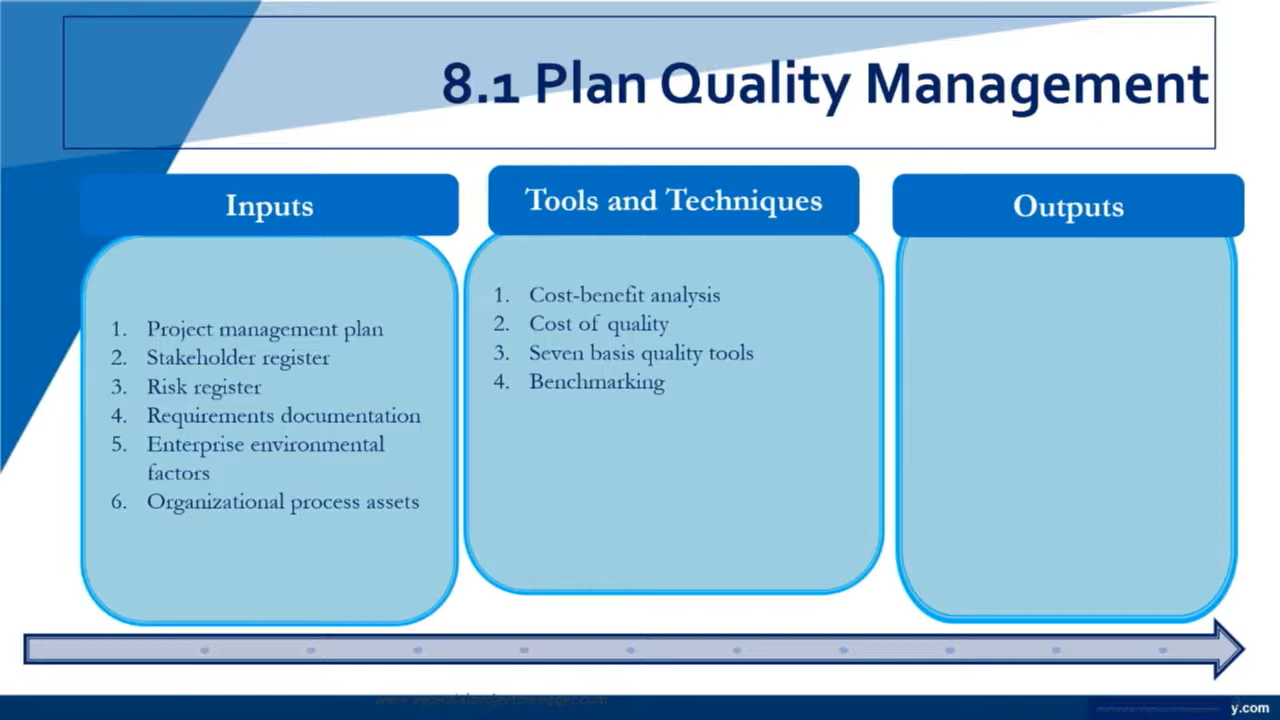 8.1 Plan Quality Management
Inputs
1. Project management plan
2. Stakeholder register
3. Risk register
4. Requirements documentation
5. Enterprise environmental
factors
6. Organizational process assets
Tools and Techniques
1. Cost-benefit analysis
2. Cost of quality
3. Seven basis quality tools
4. Benchmarking
Outputs
y.com